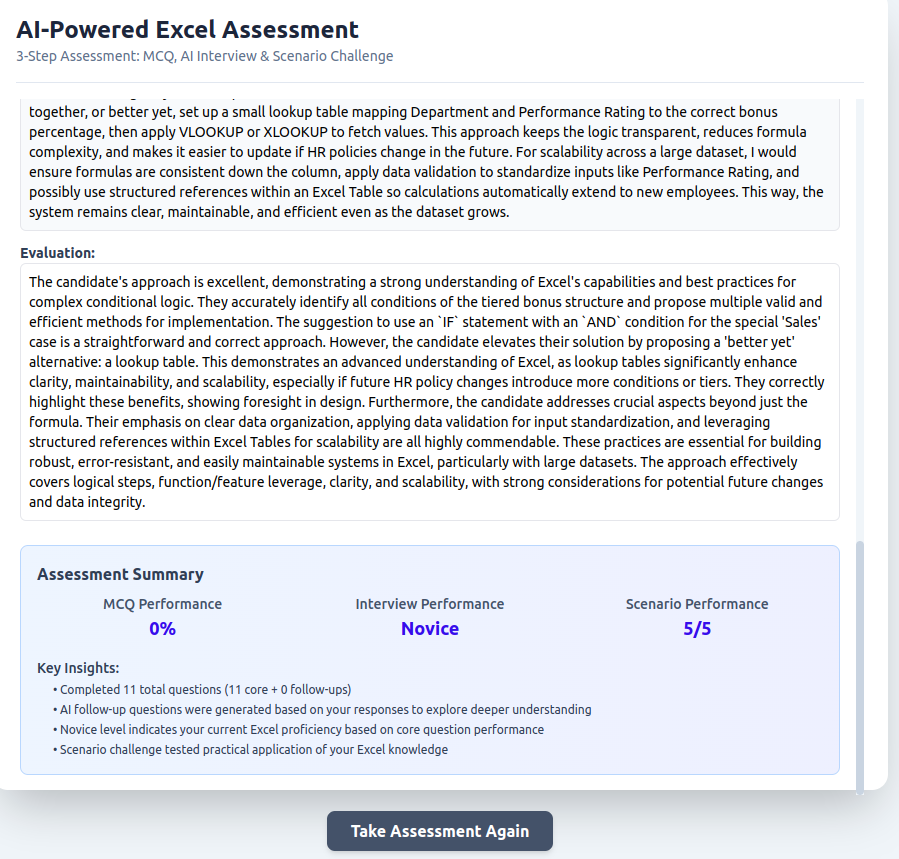 AI-Powered Excel Assessment
3-Step Assessment: MCQ, AI Interview & Scenario Challenge
together, or better yet, set up a small lookup table mapping Department and Performance Rating to the correct bonus
percentage, then apply VLOOKUP or XLOOKUP to fetch values. This approach keeps the logic transparent, reduces formula
complexity, and makes it easier to update if HR policies change in the future. For scalability across a large dataset, I would
ensure formulas are consistent down the column, apply data validation to standardize inputs like Performance Rating, and
possibly use structured references within an Excel Table so calculations automatically extend to new employees. This way, the
system remains clear, maintainable, and efficient even as the dataset grows.
Evaluation:
The candidate's approach is excellent, demonstrating a strong understanding of Excel's capabilities and best practices for
complex conditional logic. They accurately identify all conditions of the tiered bonus structure and propose multiple valid and
efficient methods for implementation. The suggestion to use an `IF` statement with an `AND` condition for the special 'Sales'
case is a straightforward and correct approach. However, the candidate elevates their solution by proposing a 'better yet'
alternative: a lookup table. This demonstrates an advanced understanding of Excel, as lookup tables significantly enhance
clarity, maintainability, and scalability, especially if future HR policy changes introduce more conditions or tiers. They correctly
highlight these benefits, showing foresight in design. Furthermore, the candidate addresses crucial aspects beyond just the
formula. Their emphasis on clear data organization, applying data validation for input standardization, and leveraging
structured references within Excel Tables for scalability are all highly commendable. These practices are essential for building
robust, error-resistant, and easily maintainable systems in Excel, particularly with large datasets. The approach effectively
covers logical steps, function/feature leverage, clarity, and scalability, with strong considerations for potential future changes
and data integrity.
Assessment Summary
MCQ Performance
0%
Interview Performance
Novice
Scenario Performance
5/5
Key Insights:
• Completed 11 total questions (11 core + 0 follow-ups)
• AI follow-up questions were generated based on your responses to explore deeper understanding
• Novice level indicates your current Excel proficiency based on core question performance
• Scenario challenge tested practical application of your Excel knowledge
Take Assessment Again